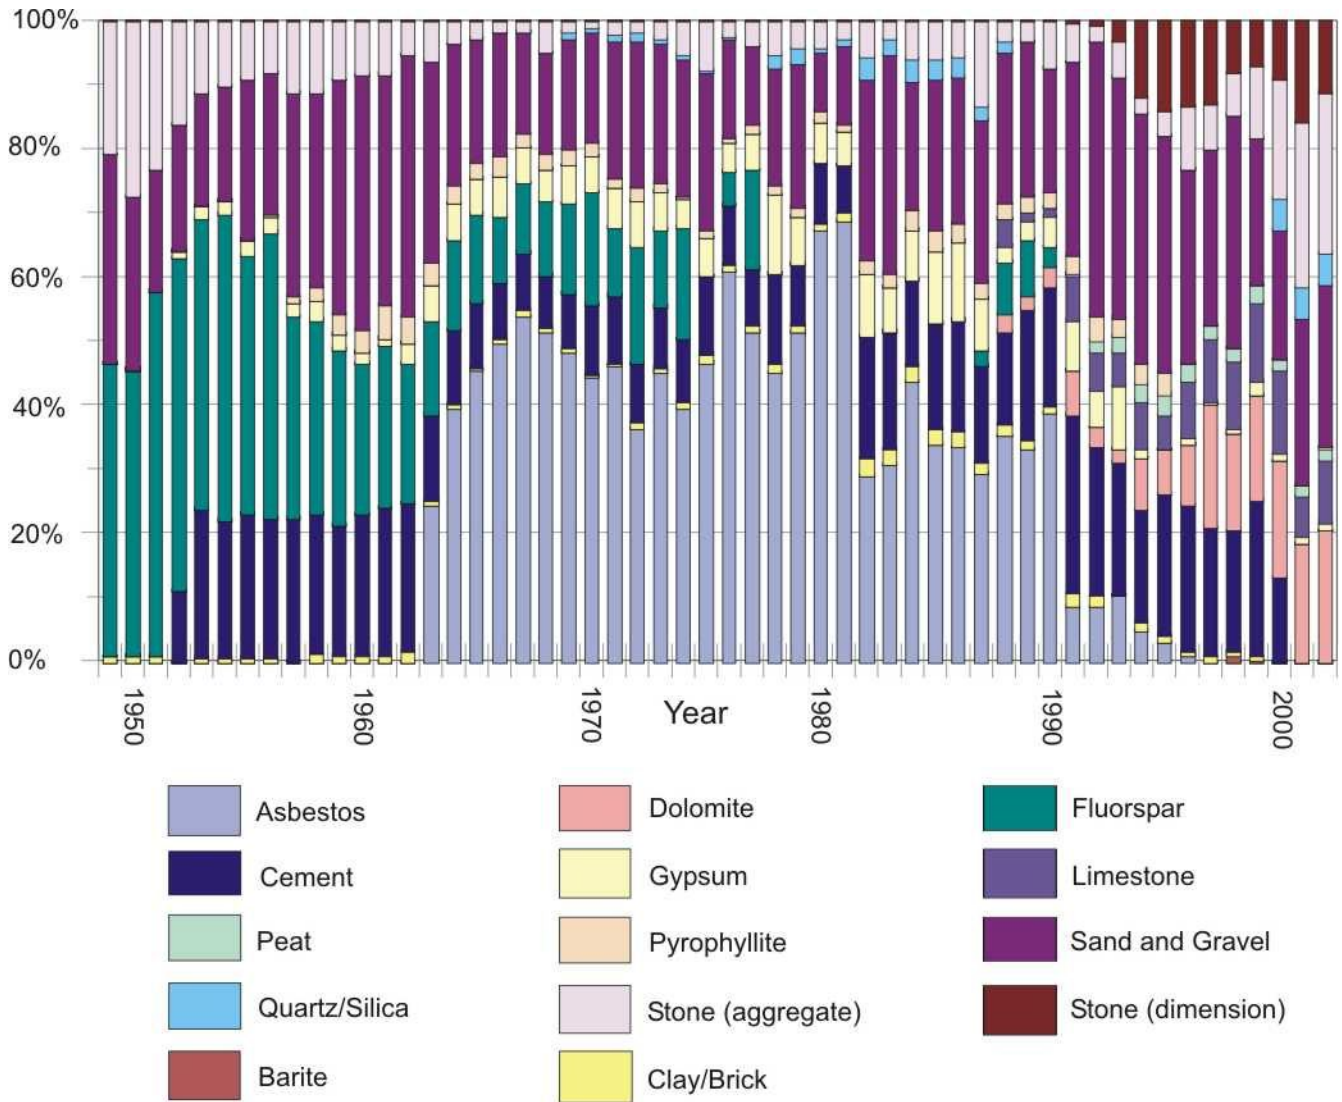 100%
80%
60%
40%
20%
0%
1950
1960
1970
Year
1980
1990
2000
Asbestos
Dolomite
Fluorspar
Cement
Gypsum
Limestone
Peat
Pyrophyllite
Sand and Gravel
Quartz/Silica
Stone (aggregate)
Stone (dimension)
Barite
Clay/Brick